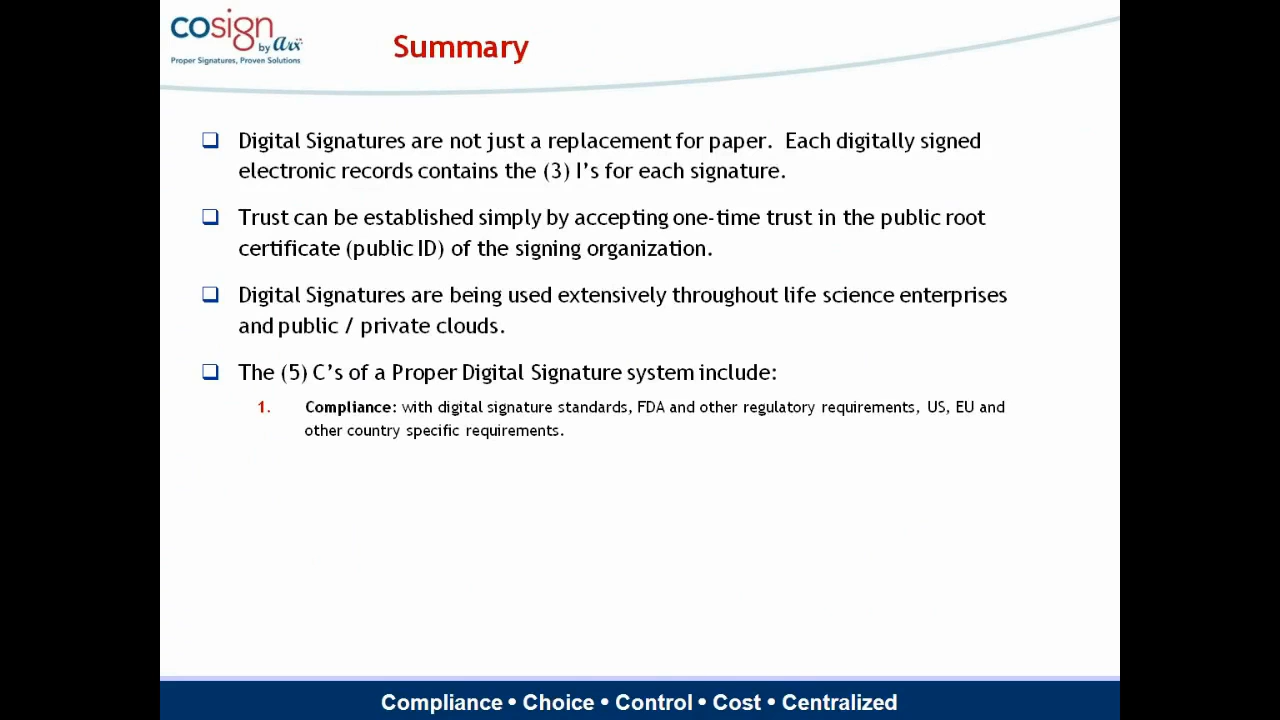 cosign
by arx
Proper Signatures, Proven Solutions
Summary
❑ Digital Signatures are not just a replacement for paper.  Each digitally signed
electronic records contains the (3) I’s for each signature.
❑ Trust can be established simply by accepting one-time trust in the public root
certificate (public ID) of the signing organization.
❑ Digital Signatures are being used extensively throughout life science enterprises
and public / private clouds.
❑ The (5) C’s of a Proper Digital Signature system include:
1. Compliance: with digital signature standards, FDA and other regulatory requirements, US, EU and
other country specific requirements.
Compliance • Choice • Control • Cost • Centralized